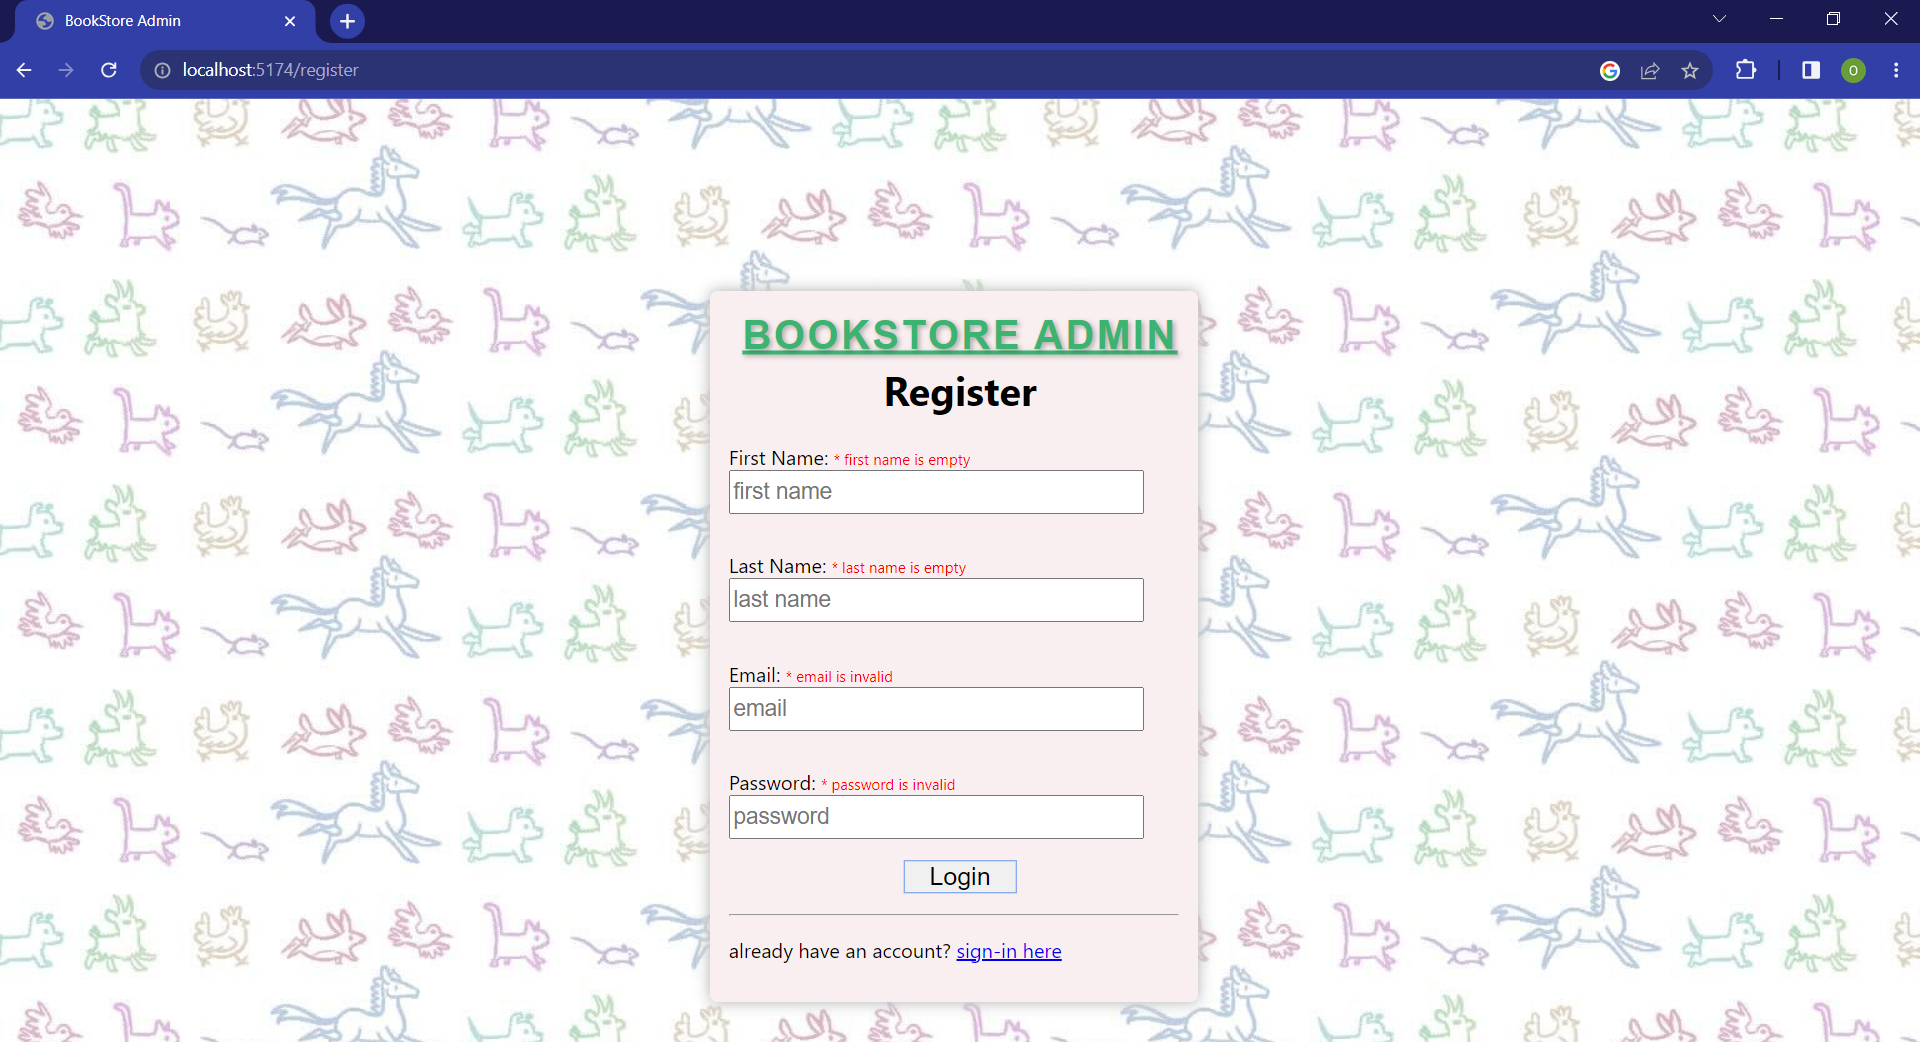 BookStore Admin
localhost:5174/register
O
BOOKSTORE ADMIN
Register
First Name: * first name is empty
first name
Last Name: * last name is empty
last name
Email: * email is invalid
email
Password: * password is invalid
password
Login
already have an account? sign-in here